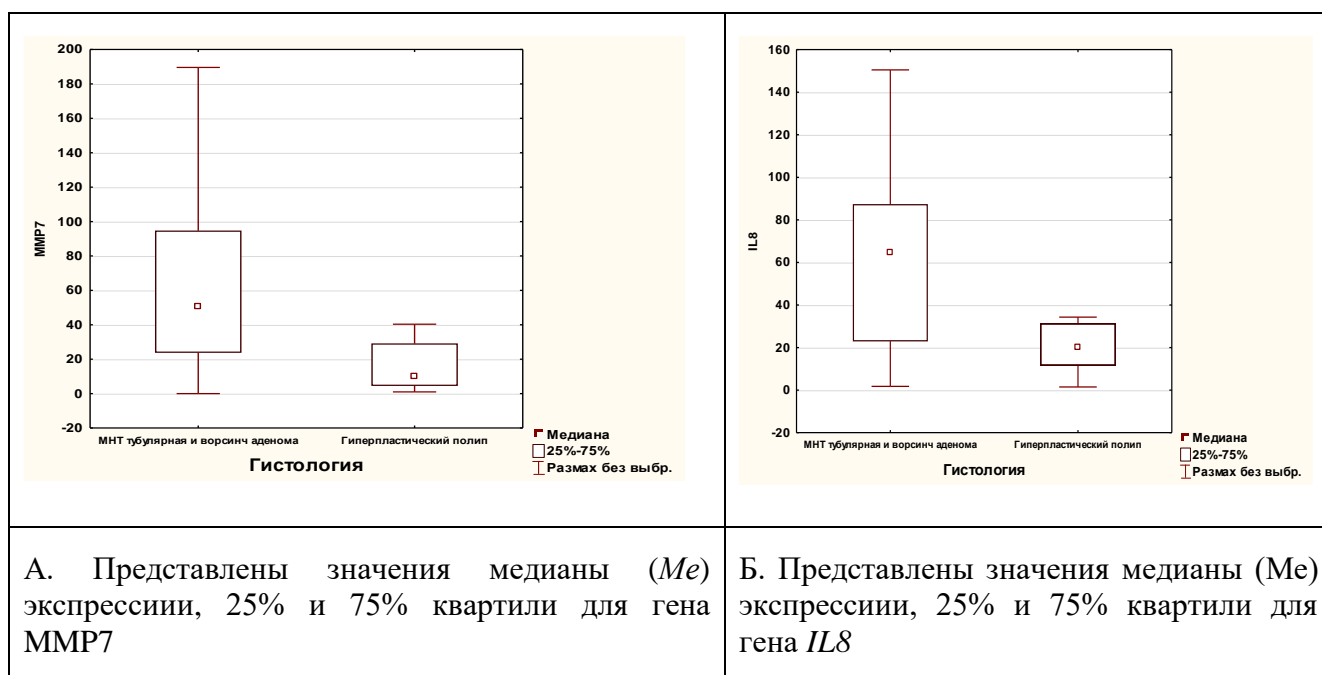 200
180
160
140
120
100
80
60
40
20
0
-20
MMP7
МНТ тубулярная и ворсинч аденома
Гиперпластический полип
Гистология
Медиана
25%-75%
Размах без выбр.
160
140
120
100
80
60
40
20
0
-20
IL8
МНТ тубулярная и ворсинч аденома
Гиперпластический полип
Гистология
Медиана
25%-75%
Размах без выбр.
А. Представлены значения медианы (Me)
экспрессиии, 25% и 75% квартили для гена
MMP7
Б. Представлены значения медианы (Me)
экспрессиии, 25% и 75% квартили для
гена IL8